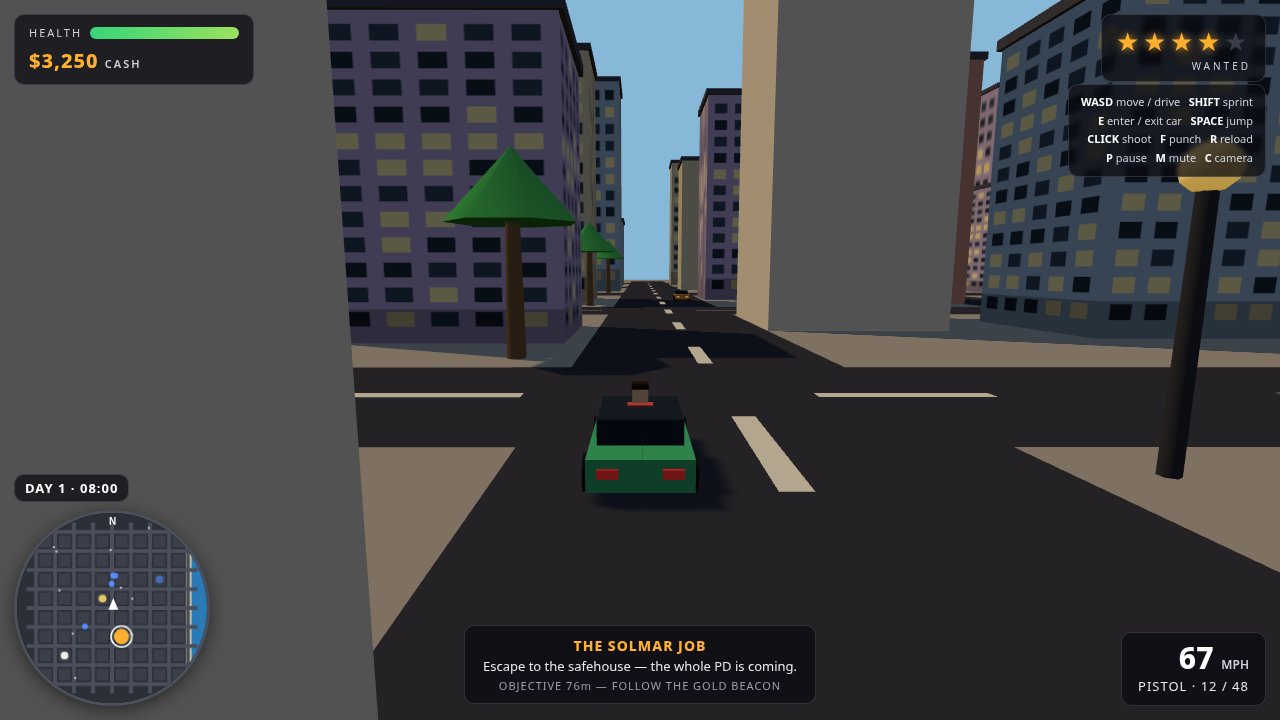 HEALTH
$3,250 CASH
WANTED
WASD move / drive SHIFT sprint
E enter / exit car SPACE jump
CLICK shoot F punch R reload
P pause M mute C camera
DAY 1 · 08:00
N
THE SOLMAR JOB
Escape to the safehouse — the whole PD is coming.
OBJECTIVE 76m — FOLLOW THE GOLD BEACON
67 MPH
PISTOL · 12 / 48